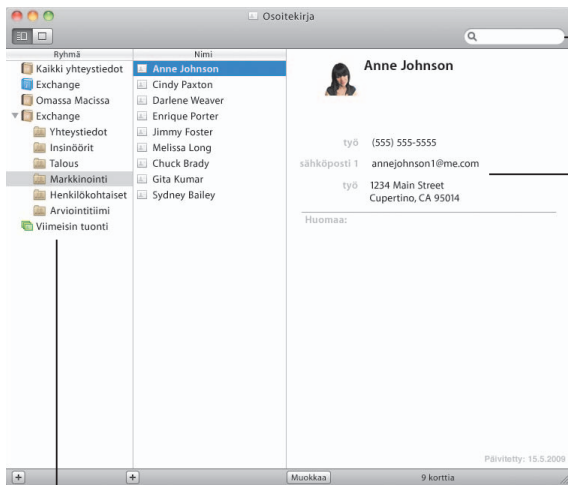 Osoitekirja
Ryhmä
Kaikki yhteystiedot
Exchange
Omassa Macissa
Exchange
Yhteystiedot
Insinöörit
Talous
Markkinointi
Henkilökohtaiset
Arviointitiimi
Viimeisin tuonti
Nimi
Anne Johnson
Cindy Paxton
Darlene Weaver
Enrique Porter
Jimmy Foster
Melissa Long
Chuck Brady
Gita Kumar
Sydney Bailey
Anne Johnson
työ (555) 555-5555
sähköposti 1 annejohnson1@me.com
työ 1234 Main Street
Cupertino, CA 95014
Huomaa:
Päivitetty: 15.5.2009
Muokkaa
9 korttia